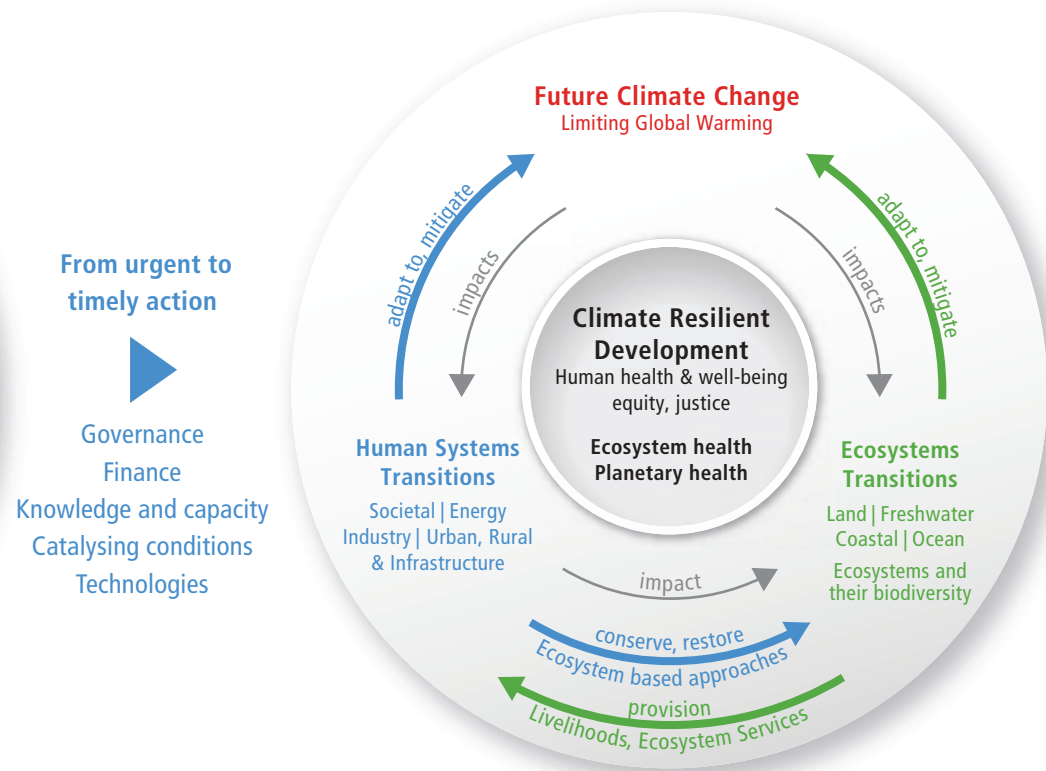 From urgent to
timely action
Governance
Finance
Knowledge and capacity
Catalysing conditions
Technologies
Future Climate Change
Limiting Global Warming
adapt to, mitigate
impacts
impacts
adapt to, mitigate
Climate Resilient
Development
Human health & well-being
equity, justice
Ecosystem health
Planetary health
Human Systems
Transitions
Societal | Energy
Industry | Urban, Rural
& Infrastructure
Ecosystems
Transitions
Land | Freshwater
Coastal | Ocean
Ecosystems and
their biodiversity
impact
conserve, restore
Ecosystem based approaches
provision
Livelihoods, Ecosystem Services